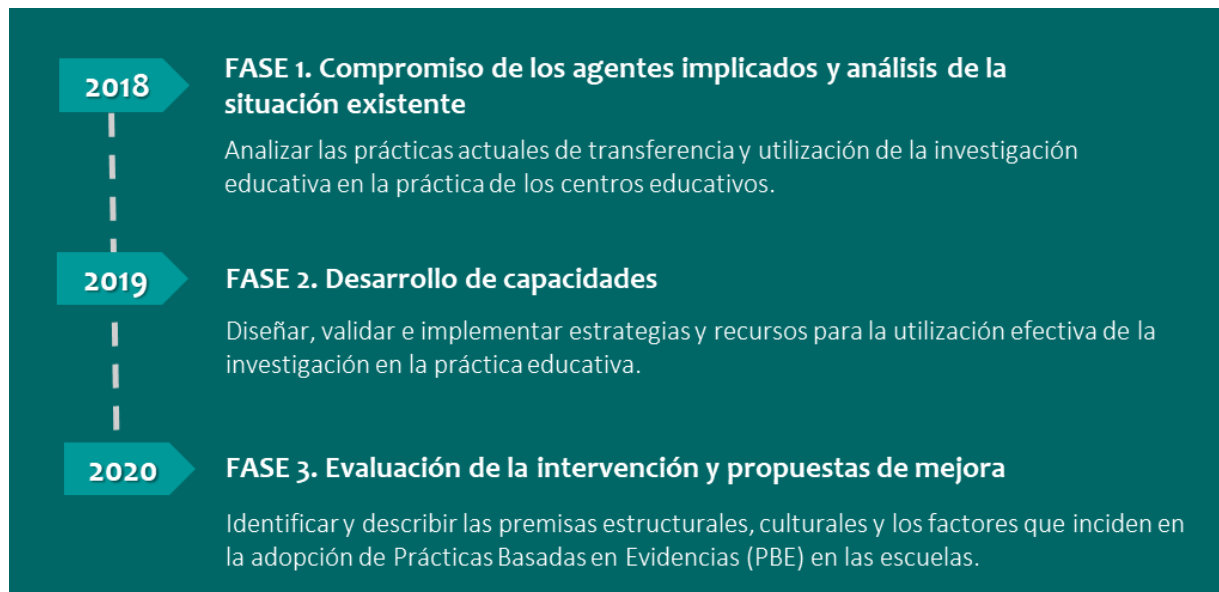 2018
FASE 1. Compromiso de los agentes implicados y análisis de la
situación existente
Analizar las prácticas actuales de transferencia y utilización de la investigación
educativa en la práctica de los centros educativos.
2019
FASE 2. Desarrollo de capacidades
Diseñar, validar e implementar estrategias y recursos para la utilización efectiva de la
investigación en la práctica educativa.
2020
FASE 3. Evaluación de la intervención y propuestas de mejora
Identificar y describir las premisas estructurales, culturales y los factores que inciden en
la adopción de Prácticas Basadas en Evidencias (PBE) en las escuelas.